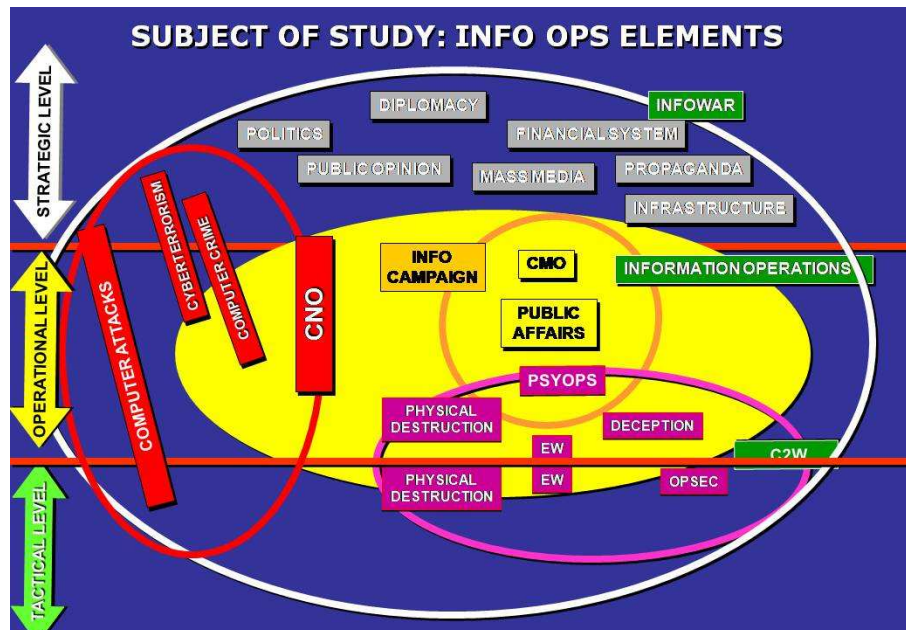 SUBJECT OF STUDY: INFO OPS ELEMENTS
STRATEGIC LEVEL
DIPLOMACY
INFOWAR
POLITICS
FINANCIAL SYSTEM
PUBLIC OPINION
MASS MEDIA
PROPAGANDA
INFRASTRUCTURE
CYBERTERRORISM
COMPUTER CRIME
COMPUTER ATTACKS
CNO
OPERATIONAL LEVEL
INFO
CAMPAIGN
CMO
INFORMATION OPERATIONS
PUBLIC
AFFAIRS
PSYOPS
PHYSICAL
DESTRUCTION
DECEPTION
EW
C2W
PHYSICAL
DESTRUCTION
EW
OPSEC
TACTICAL LEVEL